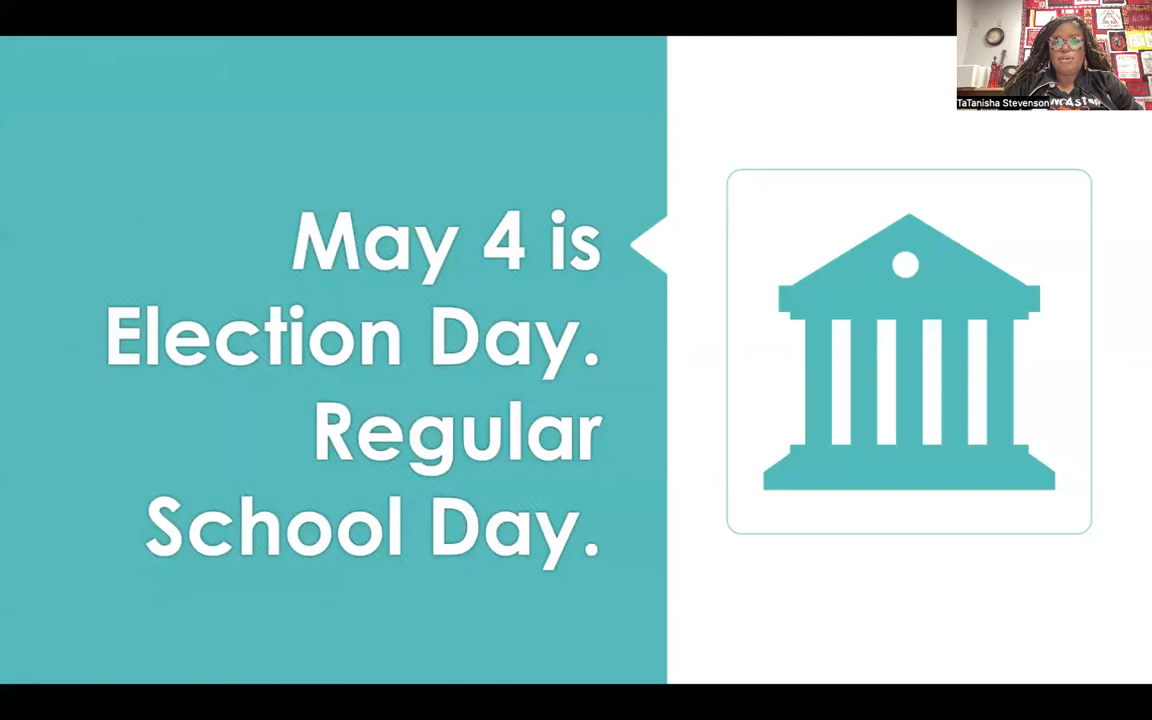 TaTanisha Stevenson
May 4 is
Election Day.
Regular
School Day.